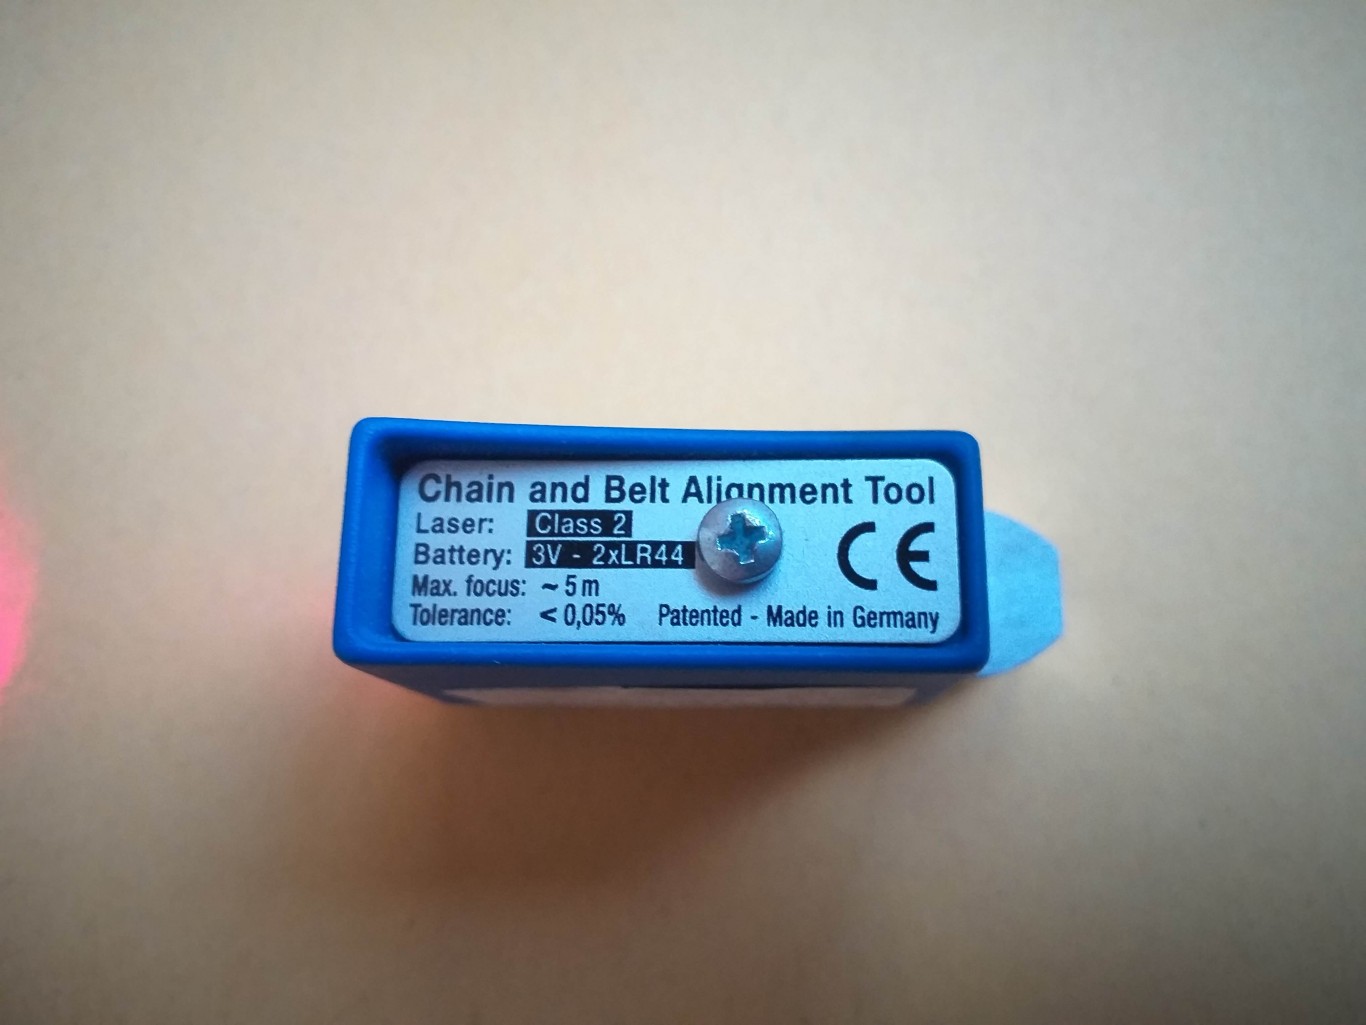 Chain and Belt Alignment Tool
Laser: Class 2
Battery: 3V - 2xLR44
CE
Max. focus: ~ 5 m
Tolerance: < 0,05% Patented - Made in Germany